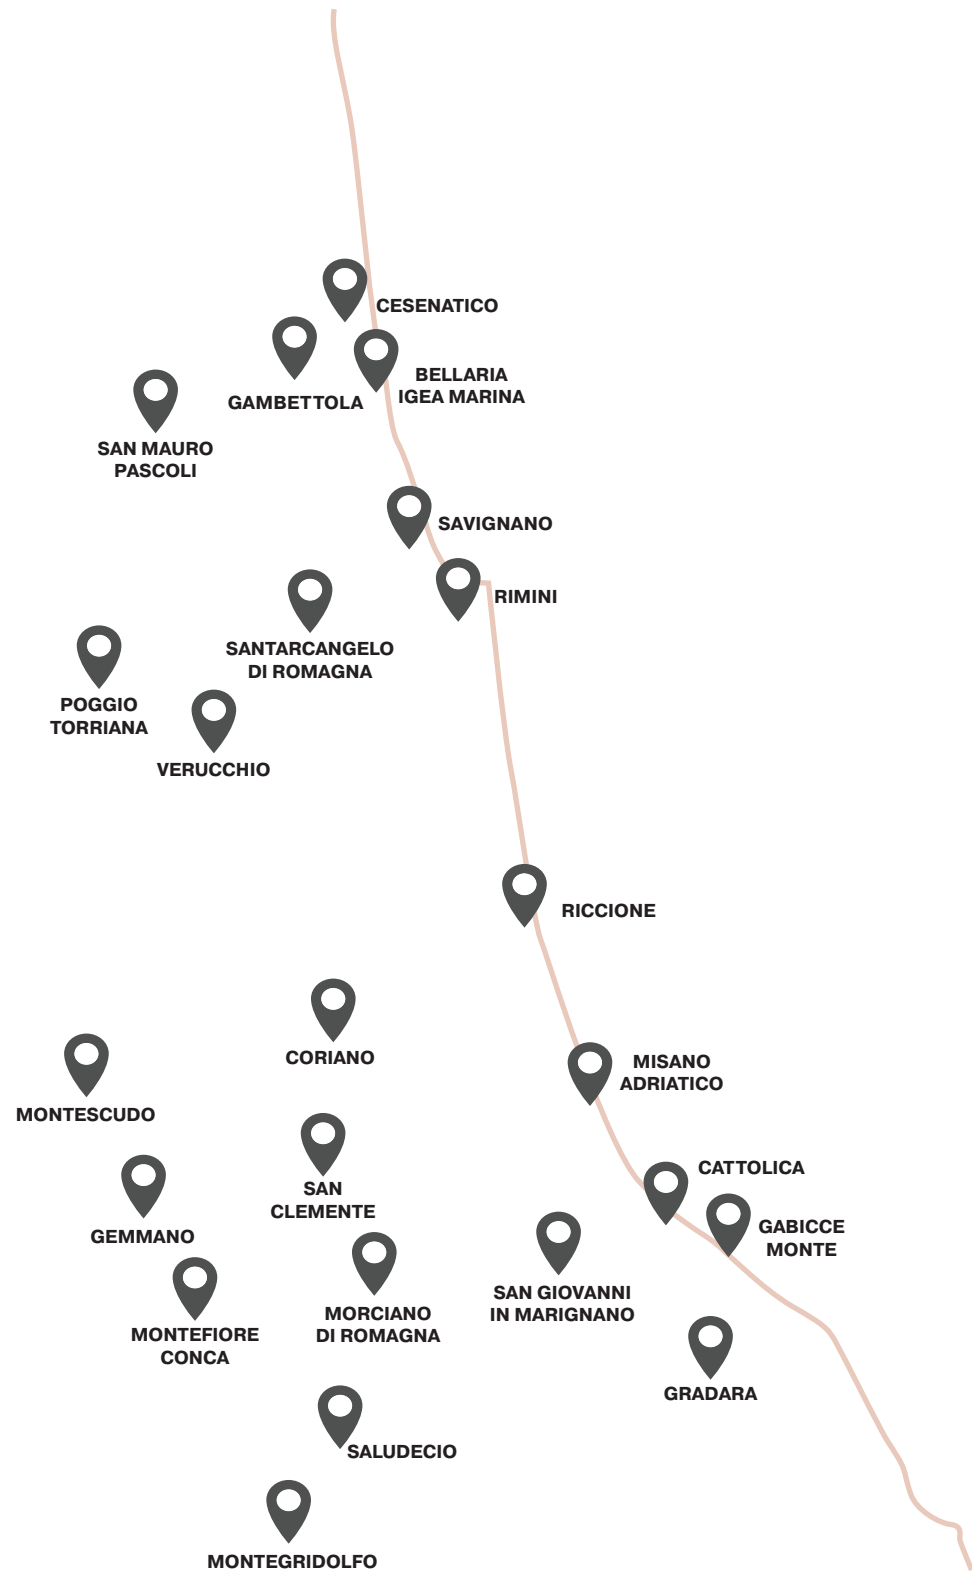 CESENATICO
BELLARIA
IGEA MARINA
GAMBETTOLA
SAN MAURO
PASCOLI
SAVIGNANO
RIMINI
SANTARCANGELO
DI ROMAGNA
POGGIO
TORRIANA
VERUCCHIO
RICCIONE
CORIANO
MISANO
ADRIATICO
MONTESCUDO
CATTOLICA
SAN
CLEMENTE
GEMMANO
GABICCE
MONTE
SAN GIOVANNI
IN MARIGNANO
MORCIANO
DI ROMAGNA
MONTEFIORE
CONCA
GRADARA
SALUDECIO
MONTEGRIDOLFO